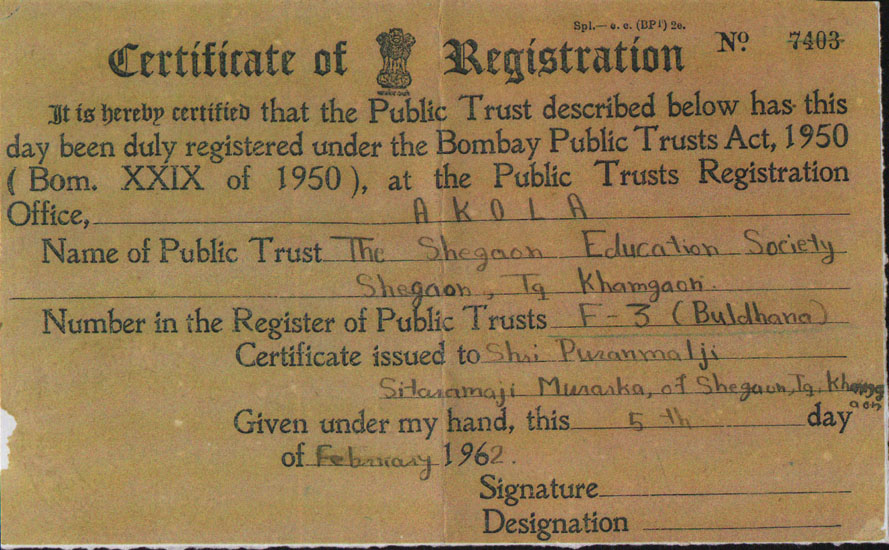 Spl.—e. e. (BP1) 2e.
Certificate of Registration No 7403
It is hereby certified that the Public Trust described below has this
day been duly registered under the Bombay Public Trusts Act, 1950
( Bom. XXIX of 1950 ), at the Public Trusts Registration
Office, AKOLA
Name of Public Trust The Shegaon Education Society
Shegaon, Tq Khamgaon.
Number in the Register of Public Trusts F-3 (Buldhana)
Certificate issued to Shri Puranmalji
Sitaramaji Murarka, of Shegaon, Tq. Khamgaon
Given under my hand, this 5th day
of February 1962.
Signature
Designation